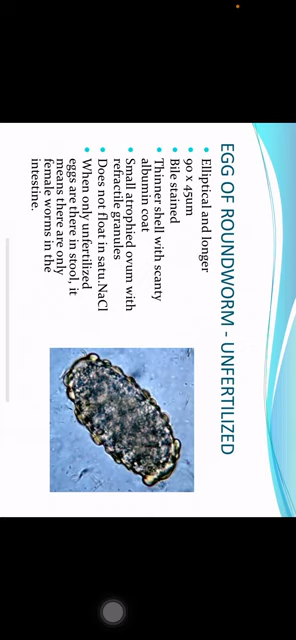 EGG OF ROUNDWORM - UNFERTILIZED
• Elliptical and longer
• 90 x 45um
• Bile stained
• Thinner shell with scanty
albumin coat
• Small atrophied ovum with
refractile granules
• Does not float in satu.NaCl
• When only unfertilized
eggs are there in stool, it
means there are only
female worms in the
intestine.